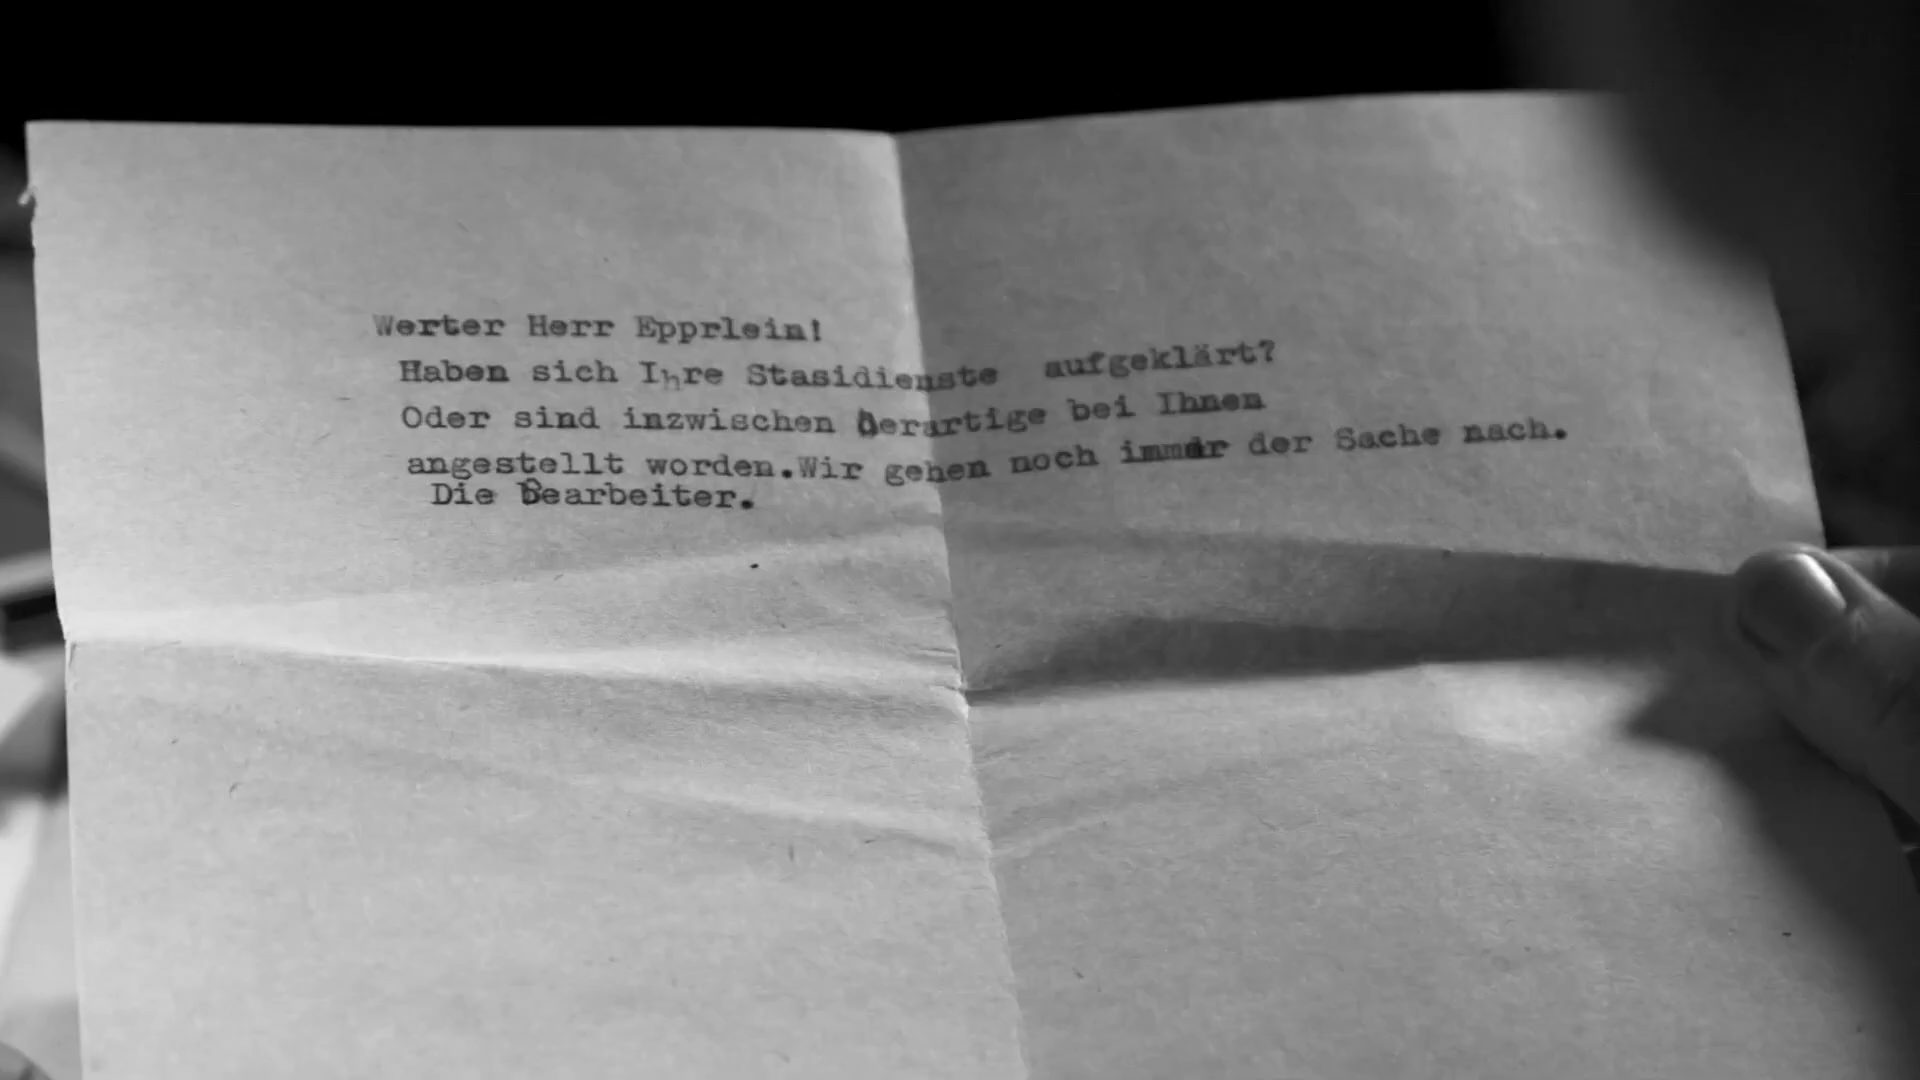 Werter Herr Epprlein!
Haben sich Ihre Stasidienste aufgeklärt?
Oder sind inzwischen derartige bei Ihnen
angestellt worden.Wir gehen noch immer der Sache nach.
Die Bearbeiter.